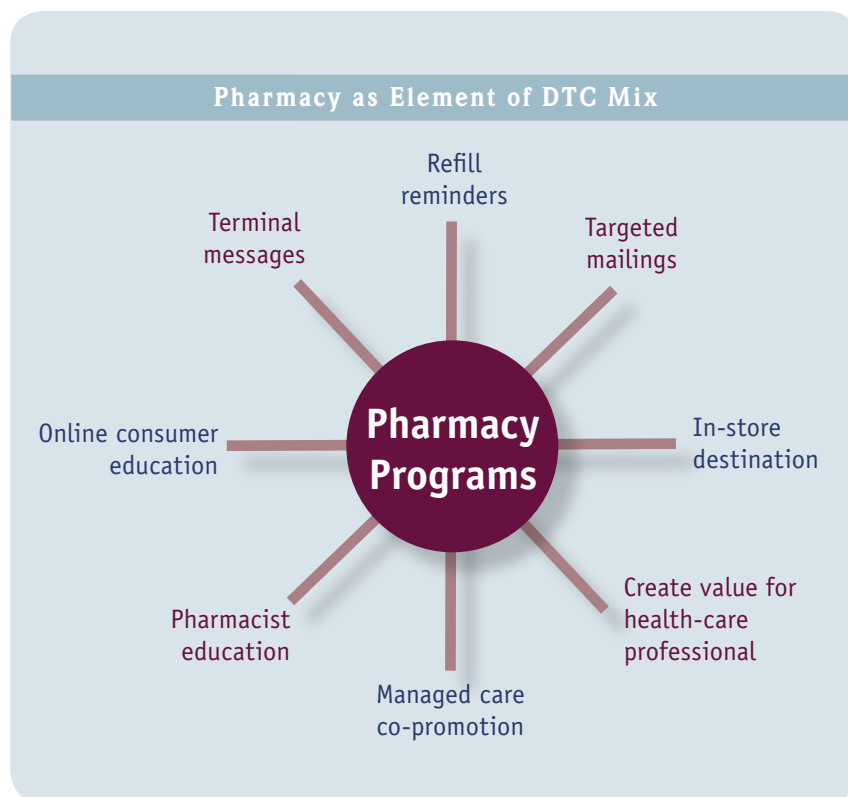 Pharmacy as Element of DTC Mix
Refill
reminders
Terminal
messages
Targeted
mailings
Online consumer
education
Pharmacy
Programs
In-store
destination
Pharmacist
education
Create value for
health-care
professional
Managed care
co-promotion